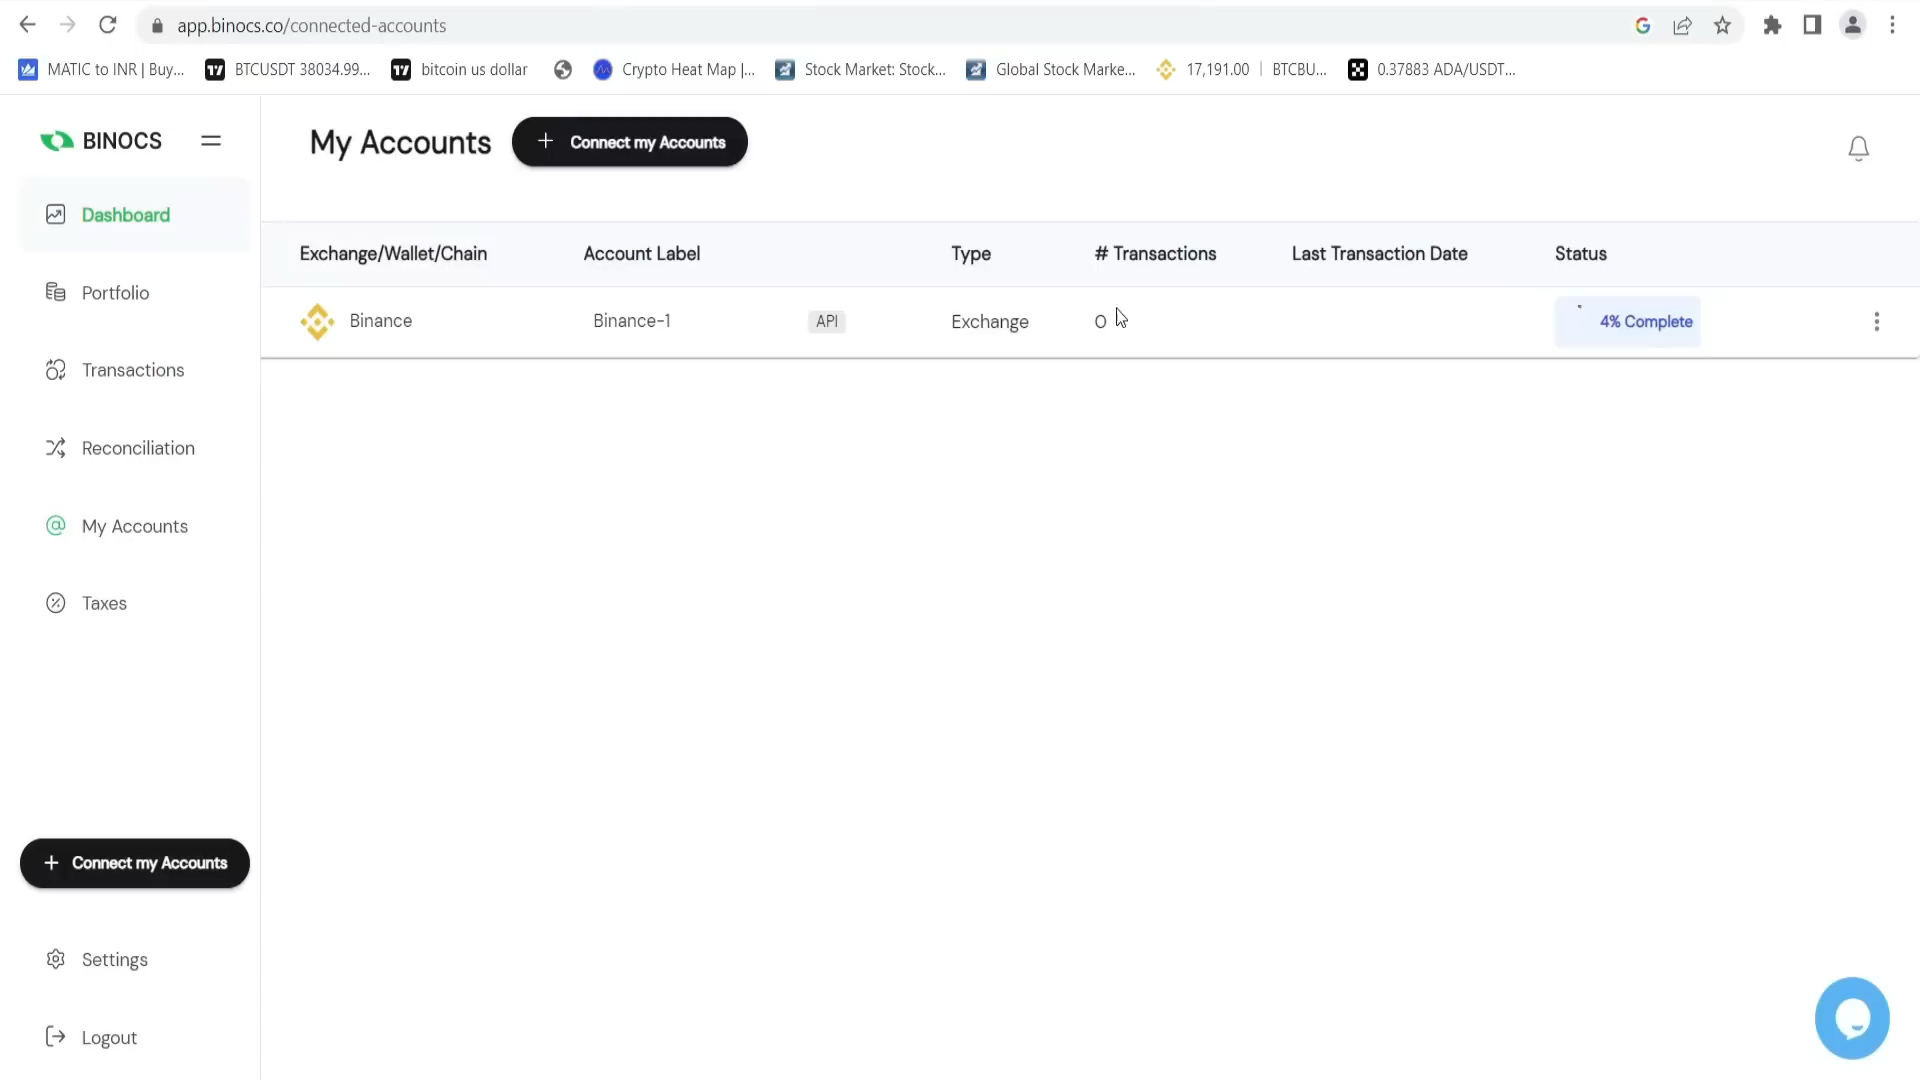 app.binocs.co/connected-accounts
MATIC to INR | Buy... BTCUSDT 38034.99... bitcoin us dollar Crypto Heat Map |... Stock Market: Stock... Global Stock Marke... 17,191.00 | BTCBU... 0.37883 ADA/USDT...
BINOCS
My Accounts
+ Connect my Accounts
Dashboard
Portfolio
Transactions
Reconciliation
My Accounts
Taxes
+ Connect my Accounts
Settings
Logout
Exchange/Wallet/Chain Account Label Type # Transactions Last Transaction Date Status
Binance Binance-1 API Exchange 0 4% Complete